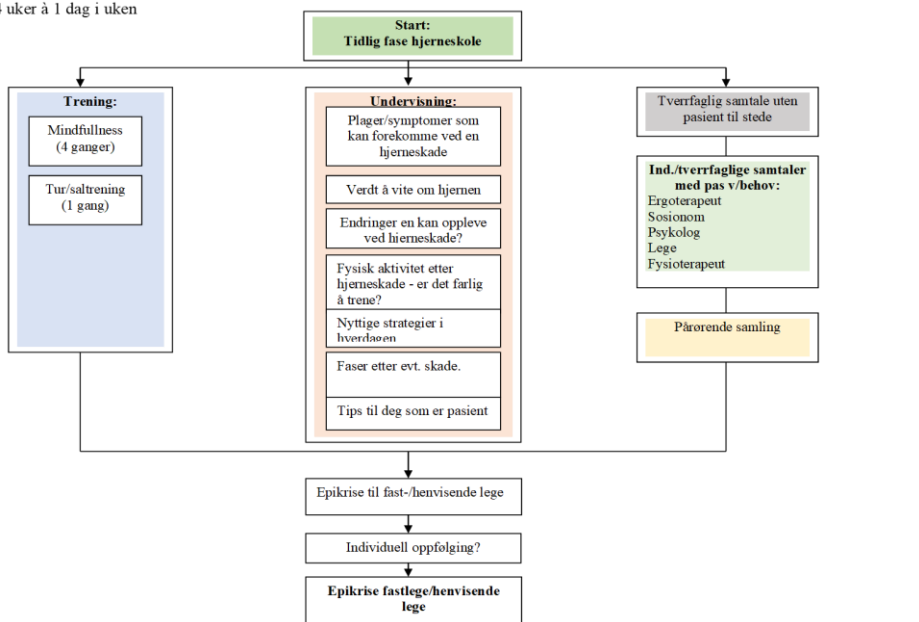 uker à 1 dag i uken
Start:
Tidlig fase hjerneskole
Trening:
Mindfullness
(4 ganger)
Tur/saltrening
(1 gang)
Undervisning:
Plager/symptomer som
kan forekomme ved en
hjerneskade
Verdt å vite om hjernen
Endringer en kan oppleve
ved hjerneskade?
Fysisk aktivitet etter
hjerneskade - er det farlig
å trene?
Nyttige strategier i
hverdagen
Faser etter evt. skade.
Tips til deg som er pasient
Tverrfaglig samtale uten
pasient til stede
Ind./tverrfaglige samtaler
med pas v/behov:
Ergoterapeut
Sosionom
Psykolog
Lege
Fysioterapeut
Pårørende samling
Epikrise til fast-/henvisende lege
Individuell oppfølging?
Epikrise fastlege/henvisende
lege